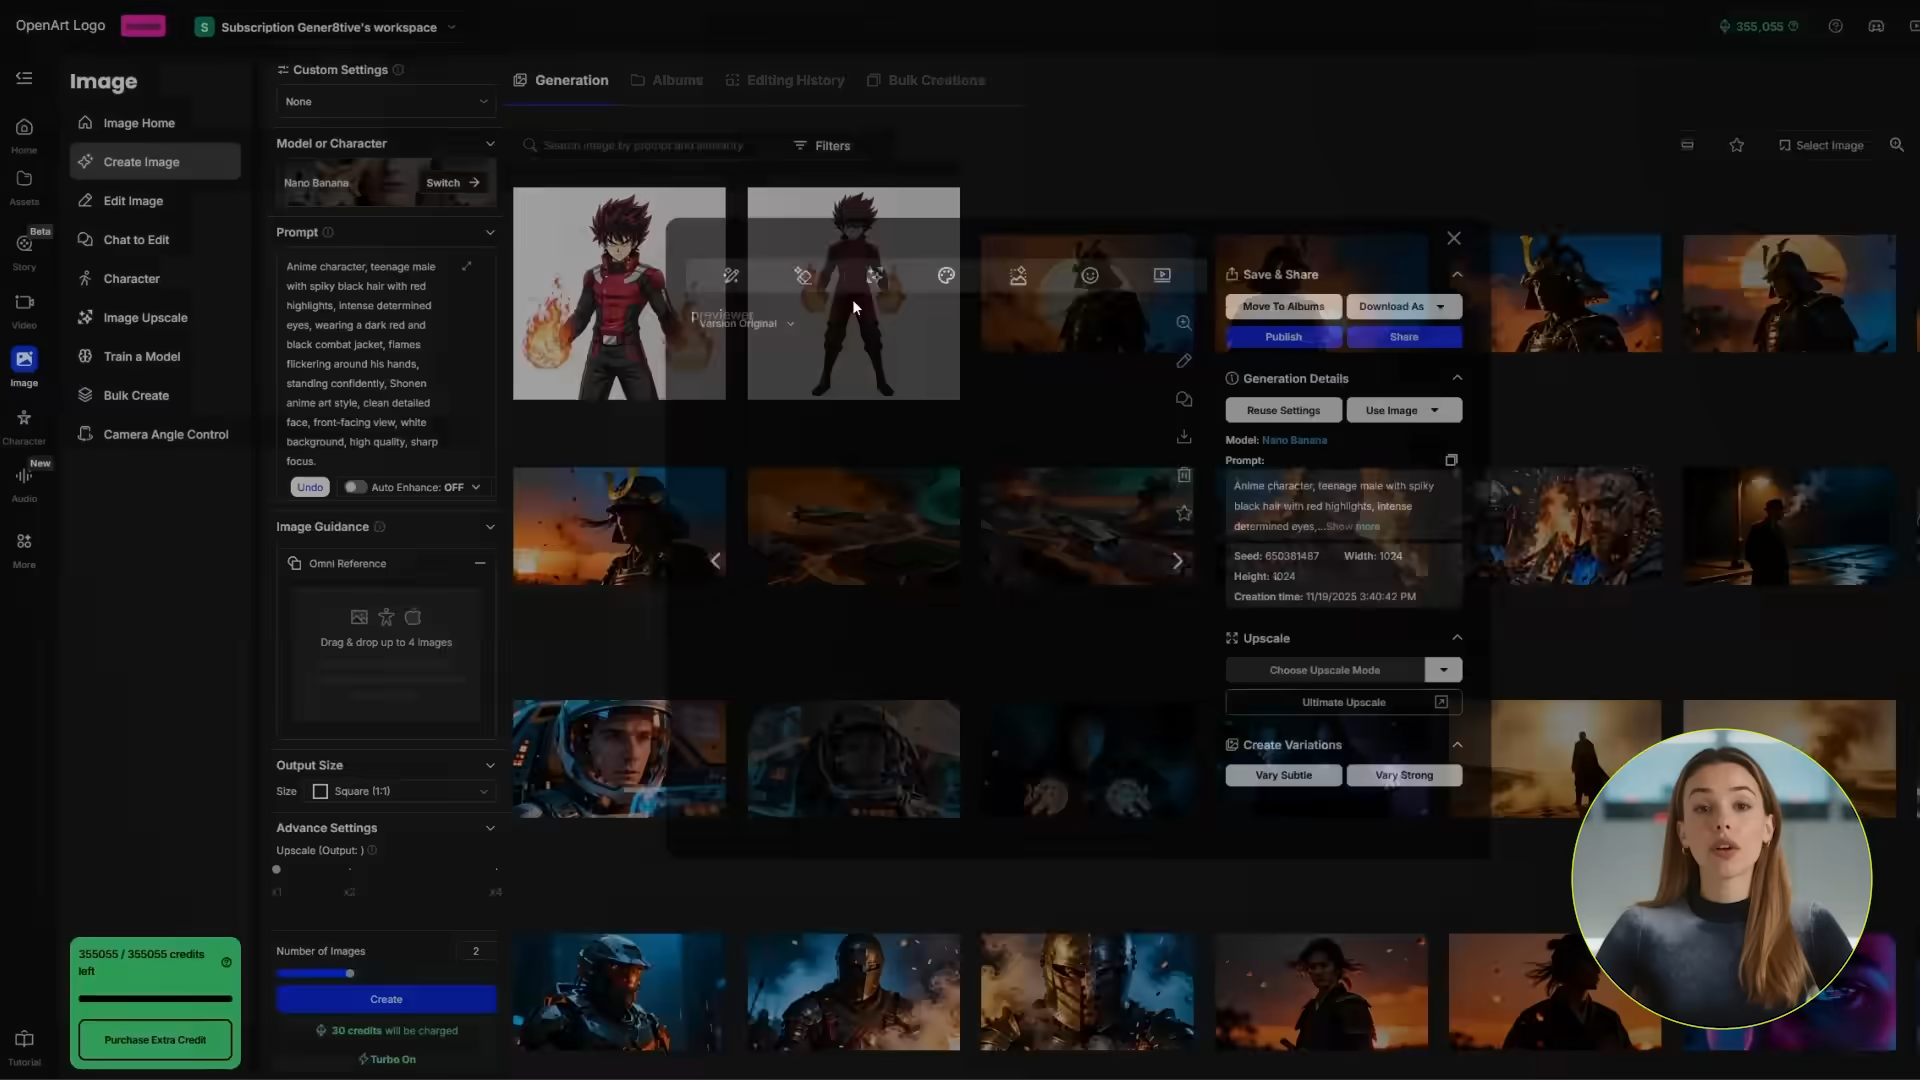 OpenArt Logo
S Subscription Gener8tive's workspace
355,055
Image
Home
Assets
Beta
Story
Video
Image
Character
New
Audio
More
Tutorial
Image Home
Create Image
Edit Image
Chat to Edit
Character
Image Upscale
Train a Model
Bulk Create
Camera Angle Control
355055 / 355055 credits
left
Purchase Extra Credit
Custom Settings
None
Model or Character
Nano Banana Switch
Prompt
Anime character, teenage male
with spiky black hair with red
highlights, intense determined
eyes, wearing a dark red and
black combat jacket, flames
flickering around his hands,
standing confidently, Shonen
anime art style, clean detailed
face, front-facing view, white
background, high quality, sharp
focus.
Undo Auto Enhance: OFF
Image Guidance
Omni Reference
Drag & drop up to 4 images
Output Size
Size Square (1:1)
Advance Settings
Upscale (Output: )
x1 x2 x4
Number of Images 2
Create
30 credits will be charged
Turbo On
Generation Albums Editing History Bulk Creations
Search image by prompt and similarity Filters Select Image
previewer
Version Original
Save & Share
Move To Albums Download As
Publish Share
Generation Details
Reuse Settings Use Image
Model: Nano Banana
Prompt:
Anime character, teenage male with spiky
black hair with red highlights, intense
determined eyes,...Show more
Seed: 650381487 Width: 1024
Height: 1024
Creation time: 11/19/2025 3:40:42 PM
Upscale
Choose Upscale Mode
Ultimate Upscale
Create Variations
Vary Subtle Vary Strong